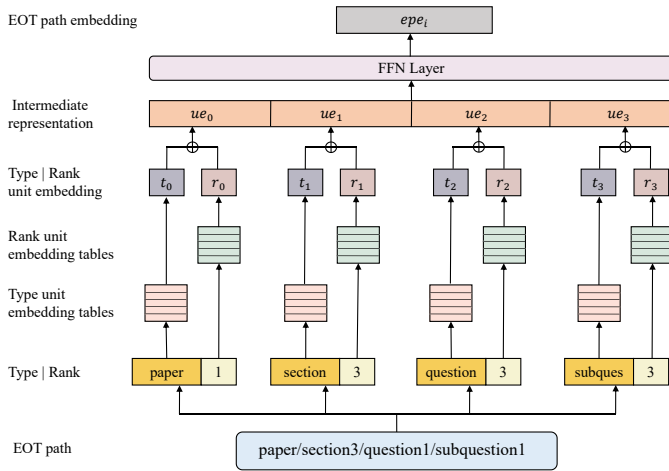 EOT path embedding
epe_i
FFN Layer
Intermediate
representation
ue_0 ue_1 ue_2 ue_3
Type | Rank
unit embedding
t_0 r_0 t_1 r_1 t_2 r_2 t_3 r_3
Rank unit
embedding tables
Type unit
embedding tables
Type | Rank
paper 1 section 3 question 3 subques 3
EOT path
paper/section3/question1/subquestion1